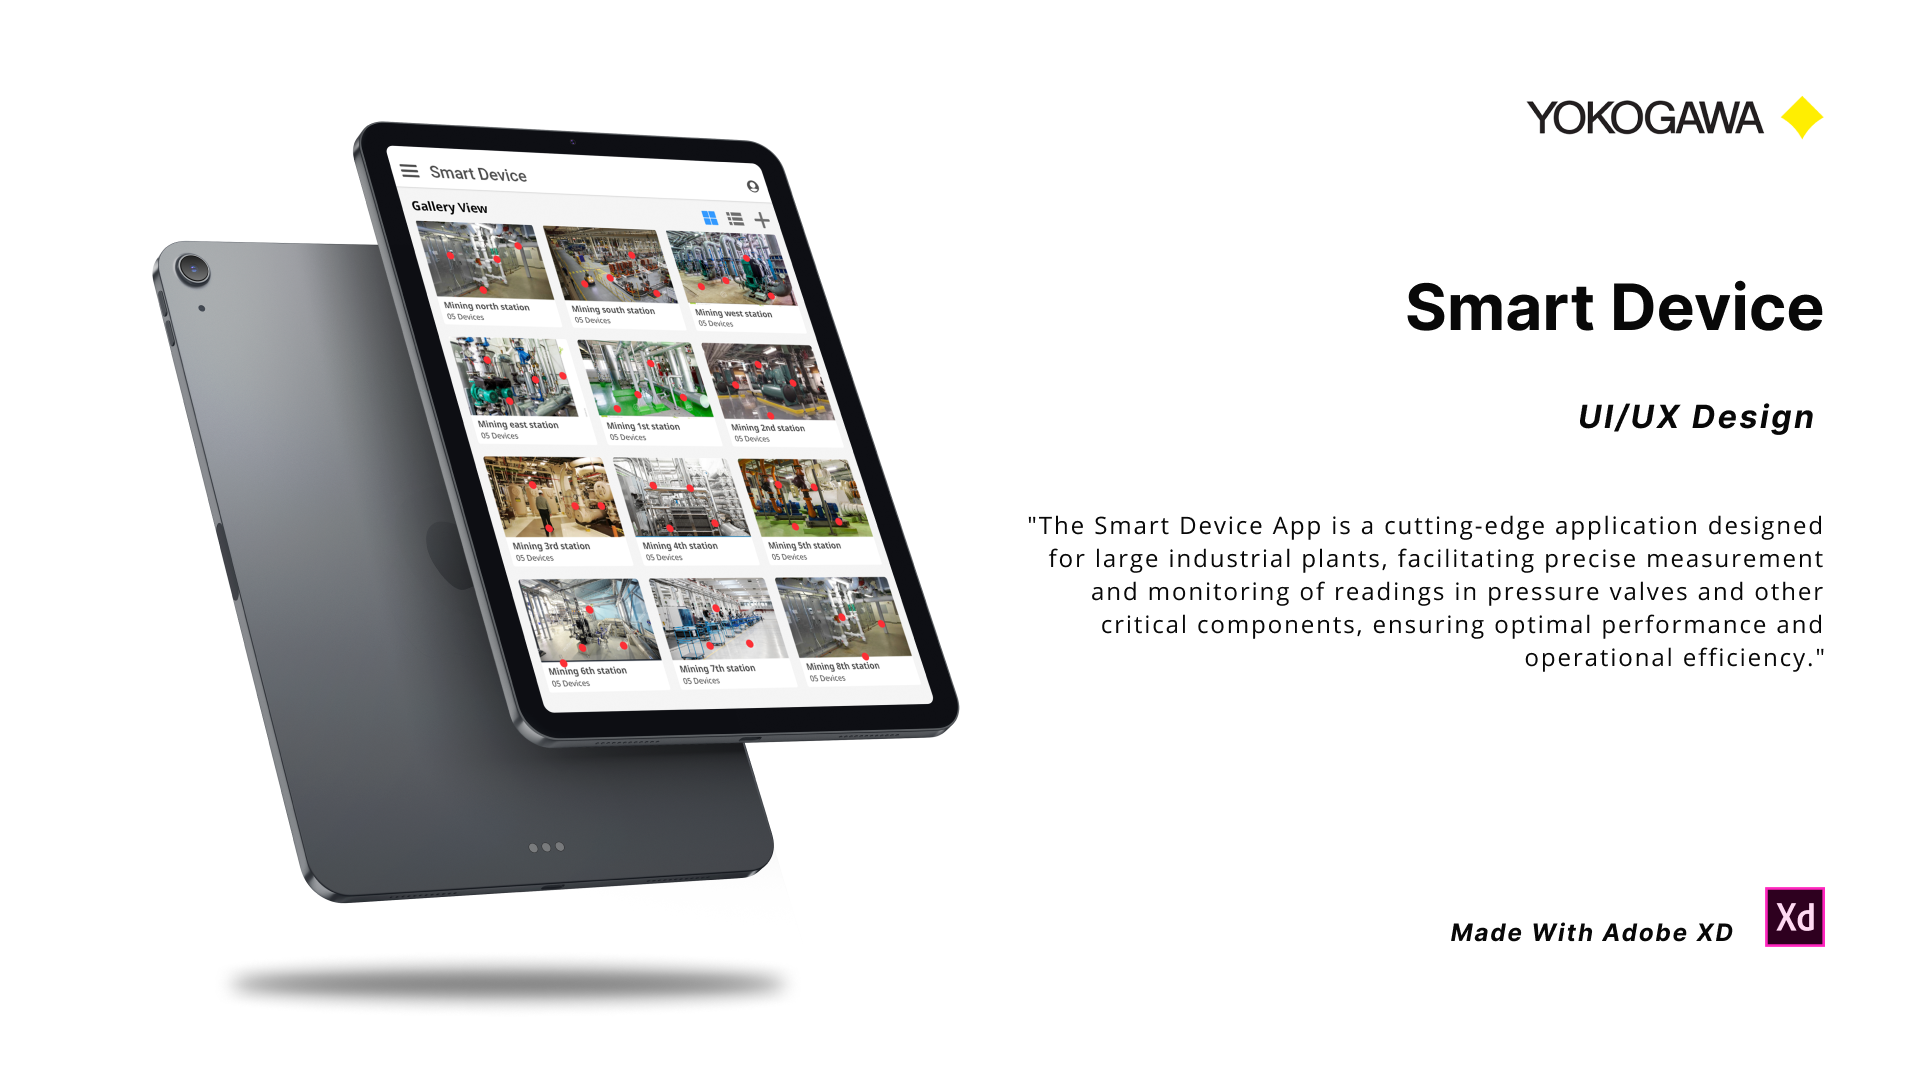 YOKOGAWA
Smart Device
Gallery View
Mining north station
05 Devices
Mining south station
05 Devices
Mining west station
05 Devices
Mining east station
05 Devices
Mining 1st station
05 Devices
Mining 2nd station
05 Devices
Mining 3rd station
05 Devices
Mining 4th station
05 Devices
Mining 5th station
05 Devices
Mining 6th station
05 Devices
Mining 7th station
05 Devices
Mining 8th station
05 Devices
Smart Device
UI/UX Design
"The Smart Device App is a cutting-edge application designed
for large industrial plants, facilitating precise measurement
and monitoring of readings in pressure valves and other
critical components, ensuring optimal performance and
operational efficiency."
Made With Adobe XD
Xd